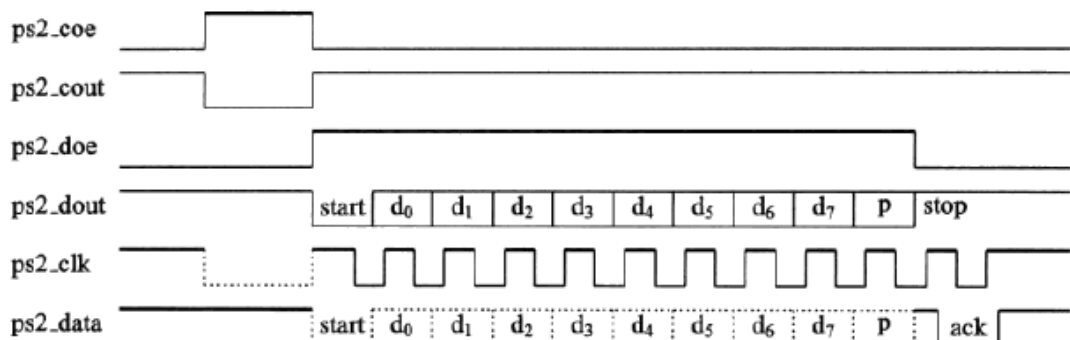 ps2_coe
ps2_cout
ps2_doe
ps2_dout start d₀ d₁ d₂ d₃ d₄ d₅ d₆ d₇ p stop
ps2_clk
ps2_data start d₀ d₁ d₂ d₃ d₄ d₅ d₆ d₇ p ack